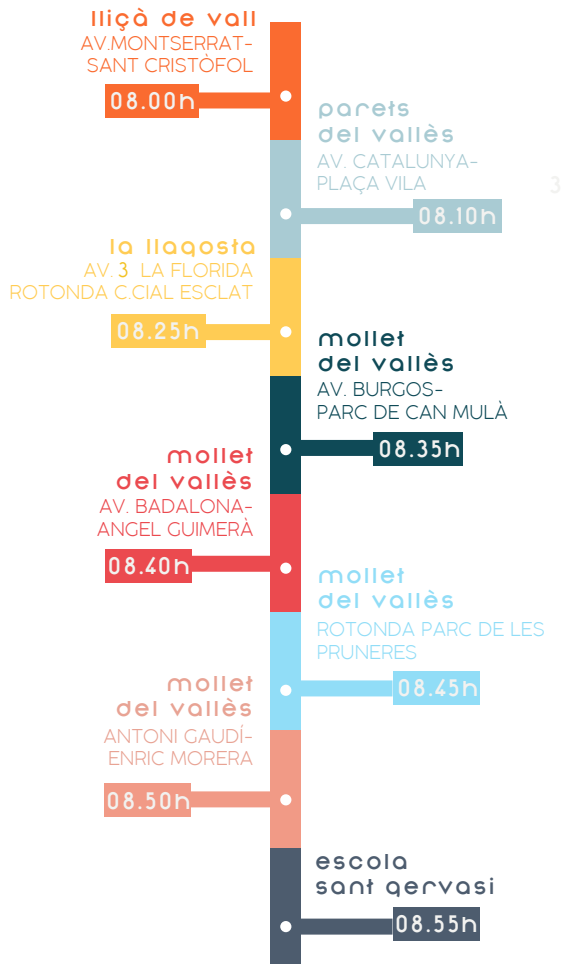 lliçà de vall
AV.MONTSERRAT-
SANT CRISTÒFOL
08.00h
parets
del vallès
AV. CATALUNYA-
PLAÇA VILA
3
08.10h
la llagosta
AV. 3 LA FLORIDA
ROTONDA C.CIAL ESCLAT
08.25h
mollet
del vallès
AV. BURGOS-
PARC DE CAN MULÀ
08.35h
mollet
del vallès
AV. BADALONA-
ANGEL GUIMERÀ
08.40h
mollet
del vallès
ROTONDA PARC DE LES
PRUNERES
08.45h
mollet
del vallès
ANTONI GAUDÍ-
ENRIC MORERA
08.50h
escola
sant gervasi
08.55h